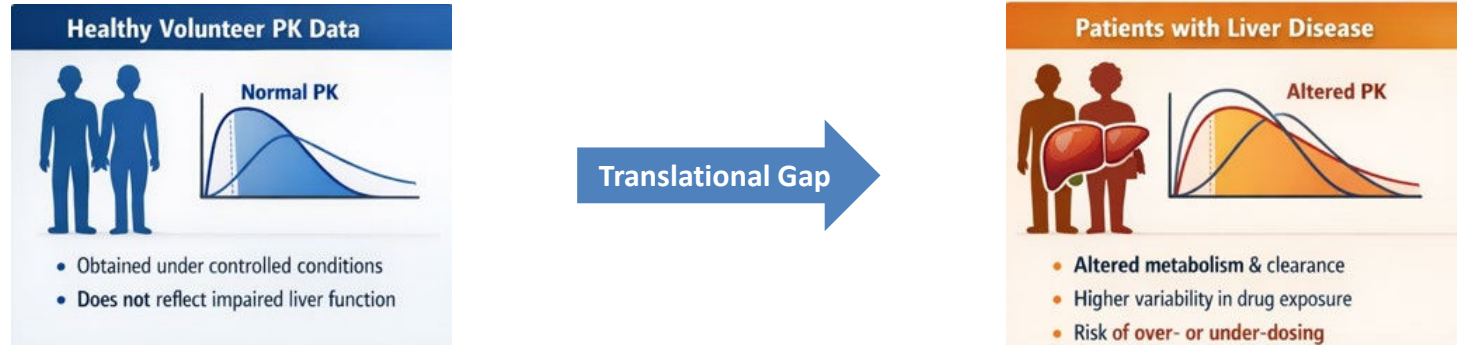 Healthy Volunteer PK Data
Normal PK
• Obtained under controlled conditions
• Does not reflect impaired liver function
Translational Gap
Patients with Liver Disease
Altered PK
• Altered metabolism & clearance
• Higher variability in drug exposure
• Risk of over- or under-dosing